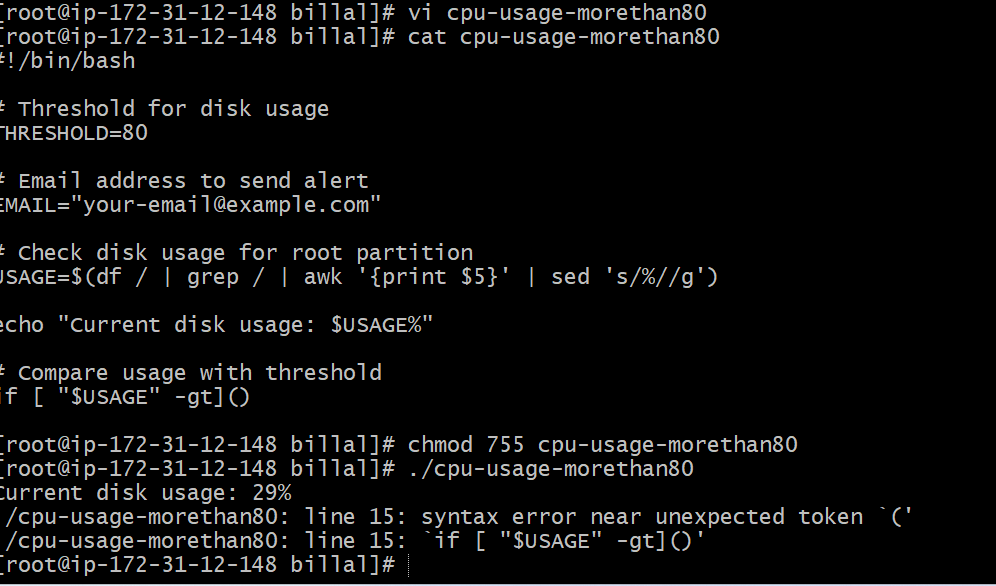 [root@ip-172-31-12-148 billal]# vi cpu-usage-morethan80
[root@ip-172-31-12-148 billal]# cat cpu-usage-morethan80
#!/bin/bash
# Threshold for disk usage
THRESHOLD=80
# Email address to send alert
EMAIL="your-email@example.com"
# Check disk usage for root partition
USAGE=$(df / | grep / | awk '{print $5}' | sed 's/%//g')
echo "Current disk usage: $USAGE%"
# Compare usage with threshold
if [ "$USAGE" -gt]()
[root@ip-172-31-12-148 billal]# chmod 755 cpu-usage-morethan80
[root@ip-172-31-12-148 billal]# ./cpu-usage-morethan80
Current disk usage: 29%
/cpu-usage-morethan80: line 15: syntax error near unexpected token `('
/cpu-usage-morethan80: line 15: `if [ "$USAGE" -gt]()'
[root@ip-172-31-12-148 billal]#